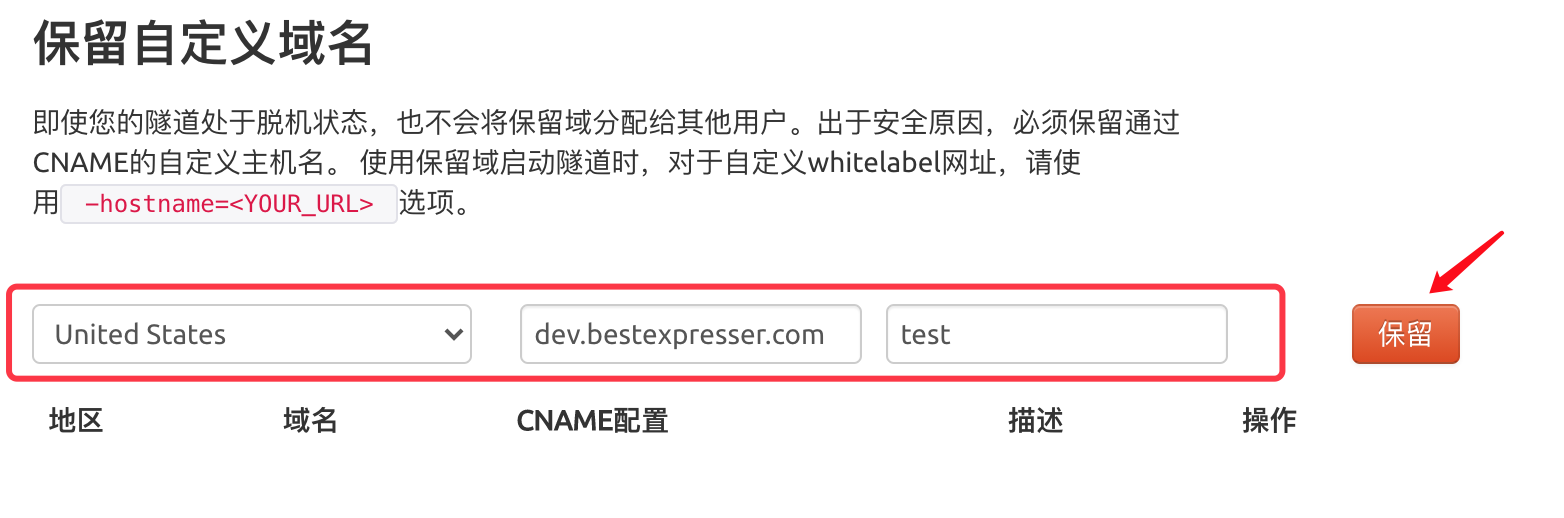 保留自定义域名
即使您的隧道处于脱机状态，也不会将保留域分配给其他用户。出于安全原因，必须保留通过
CNAME的自定义主机名。 使用保留域启动隧道时，对于自定义whitelabel网址，请使
用 -hostname=<YOUR_URL> 选项。
United States dev.bestexpresser.com test 保留
地区 域名 CNAME配置 描述 操作